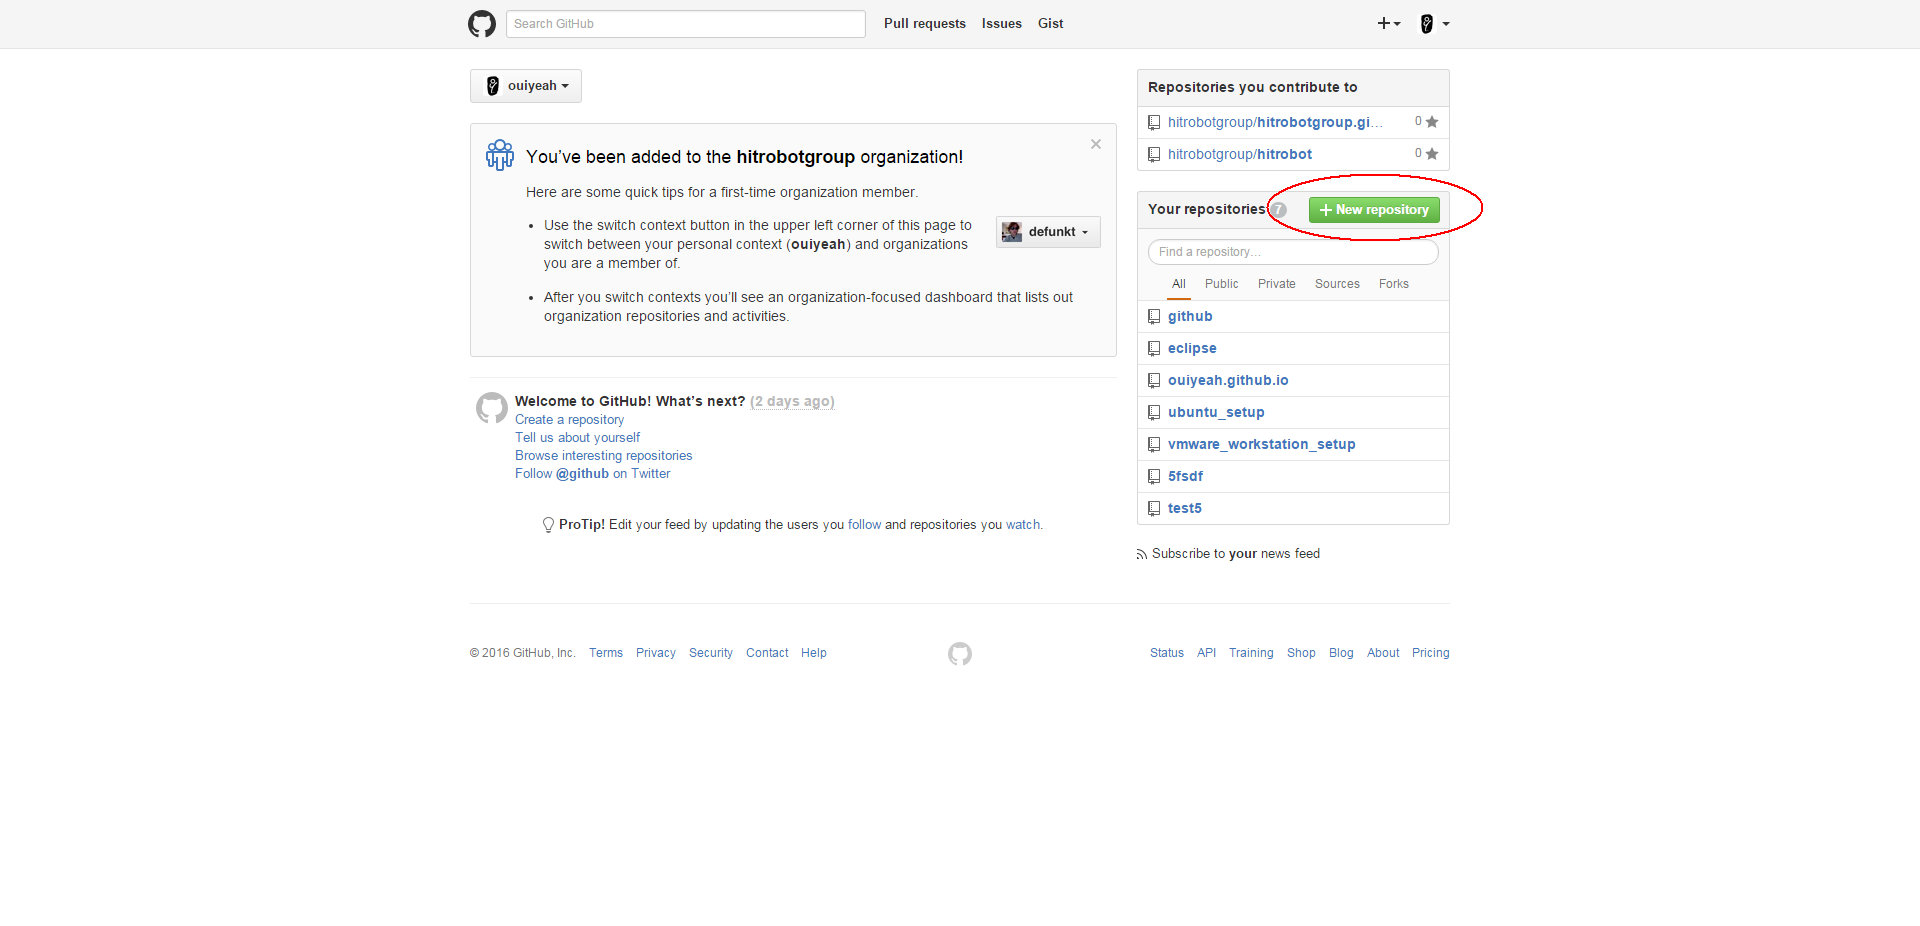 Search GitHub
Pull requests Issues Gist
ouiyeah
You’ve been added to the hitrobotgroup organization!
Here are some quick tips for a first-time organization member.
• Use the switch context button in the upper left corner of this page to
switch between your personal context (ouiyeah) and organizations
you are a member of.
defunkt
• After you switch contexts you’ll see an organization-focused dashboard that lists out
organization repositories and activities.
Welcome to GitHub! What’s next? (2 days ago)
Create a repository
Tell us about yourself
Browse interesting repositories
Follow @github on Twitter
ProTip! Edit your feed by updating the users you follow and repositories you watch.
Repositories you contribute to
hitrobotgroup/hitrobotgroup.gi… 0
hitrobotgroup/hitrobot 0
Your repositories 7 New repository
Find a repository…
All Public Private Sources Forks
github
eclipse
ouiyeah.github.io
ubuntu_setup
vmware_workstation_setup
5fsdf
test5
Subscribe to your news feed
© 2016 GitHub, Inc. Terms Privacy Security Contact Help
Status API Training Shop Blog About Pricing